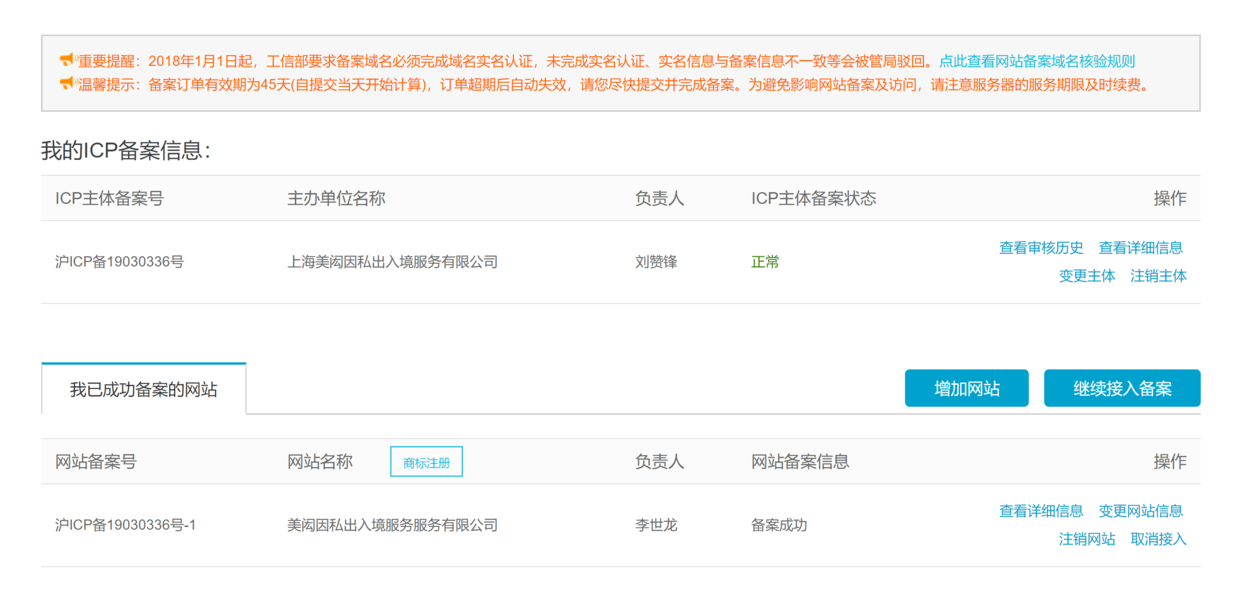 重要提醒：2018年1月1日起，工信部要求备案域名必须完成域名实名认证，未完成实名认证、实名信息与备案信息不一致等会被管局驳回。点此查看网站备案域名核验规则
温馨提示：备案订单有效期为45天(自提交当天开始计算)，订单超期后自动失效，请您尽快提交并完成备案。为避免影响网站备案及访问，请注意服务器的服务期限及时续费。
我的ICP备案信息：
ICP主体备案号 主办单位名称 负责人 ICP主体备案状态 操作
沪ICP备19030336号 上海美阅因私出入境服务有限公司 刘赞锋 正常 查看审核历史 查看详细信息
变更主体 注销主体
我已成功备案的网站 增加网站 继续接入备案
网站备案号 网站名称 商标注册 负责人 网站备案信息 操作
沪ICP备19030336号-1 美阅因私出入境服务服务有限公司 李世龙 备案成功 查看详细信息 变更网站信息
注销网站 取消接入